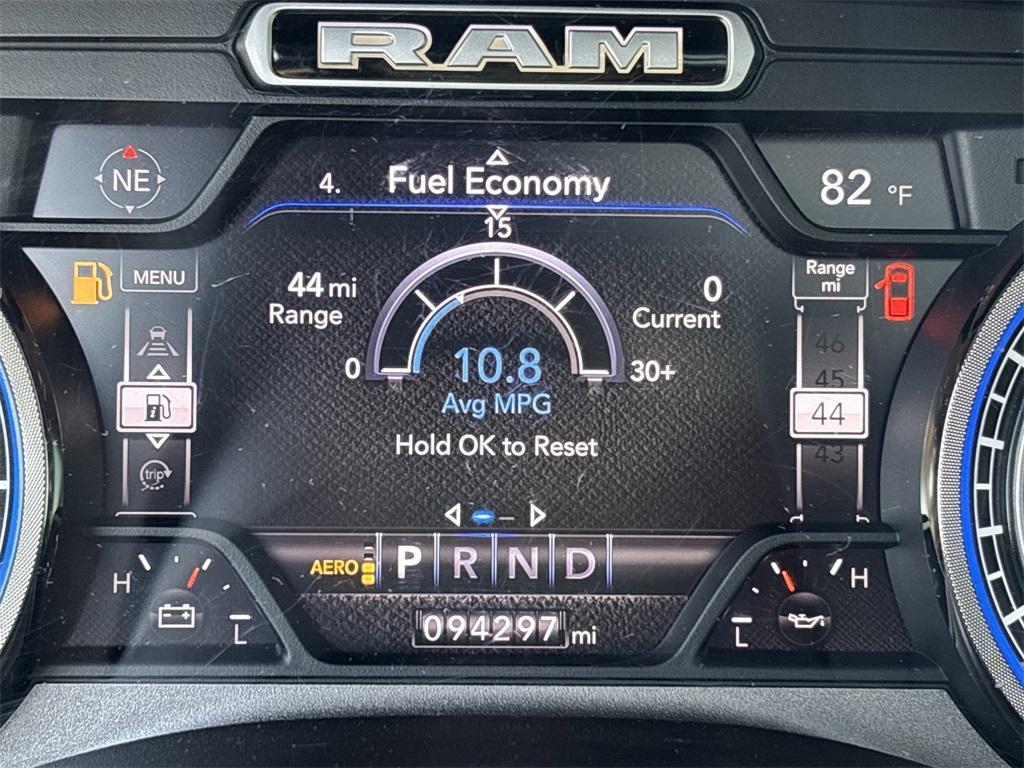 RAM
NE
4. Fuel Economy
82 °F
15
MENU
44 mi
Range
0
Current
Range
mi
46
45
44
43
0
10.8
30+
Avg MPG
Hold OK to Reset
trip
AERO
P R N D
H
L
094297 mi
H
L